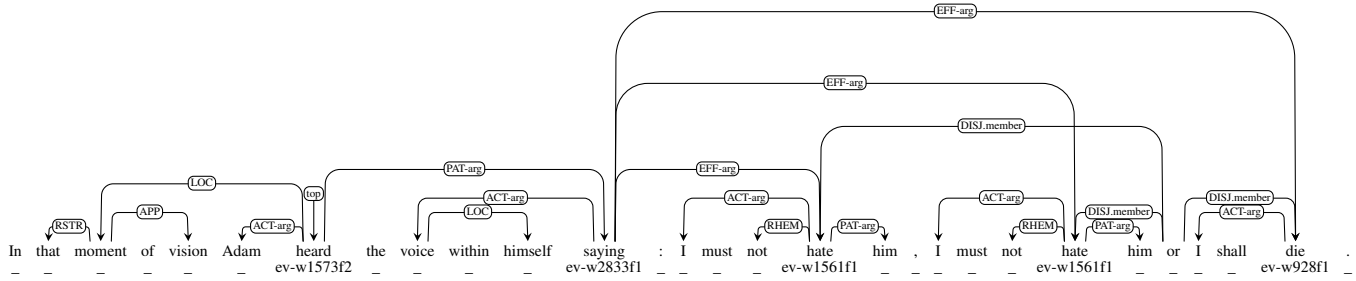 EFF-arg
EFF-arg
DISJ.member
PAT-arg EFF-arg
LOC top ACT-arg ACT-arg ACT-arg DISJ.member
APP LOC DISJ.member ACT-arg
RSTR ACT-arg RHEM PAT-arg RHEM PAT-arg
In that moment of vision Adam heard the voice within himself saying : I must not hate him , I must not hate him or I shall die .
_ _ _ _ _ _ ev-w1573f2 _ _ _ _ ev-w2833f1 _ _ _ _ ev-w1561f1 _ _ _ _ _ ev-w1561f1 _ _ _ _ ev-w928f1 _